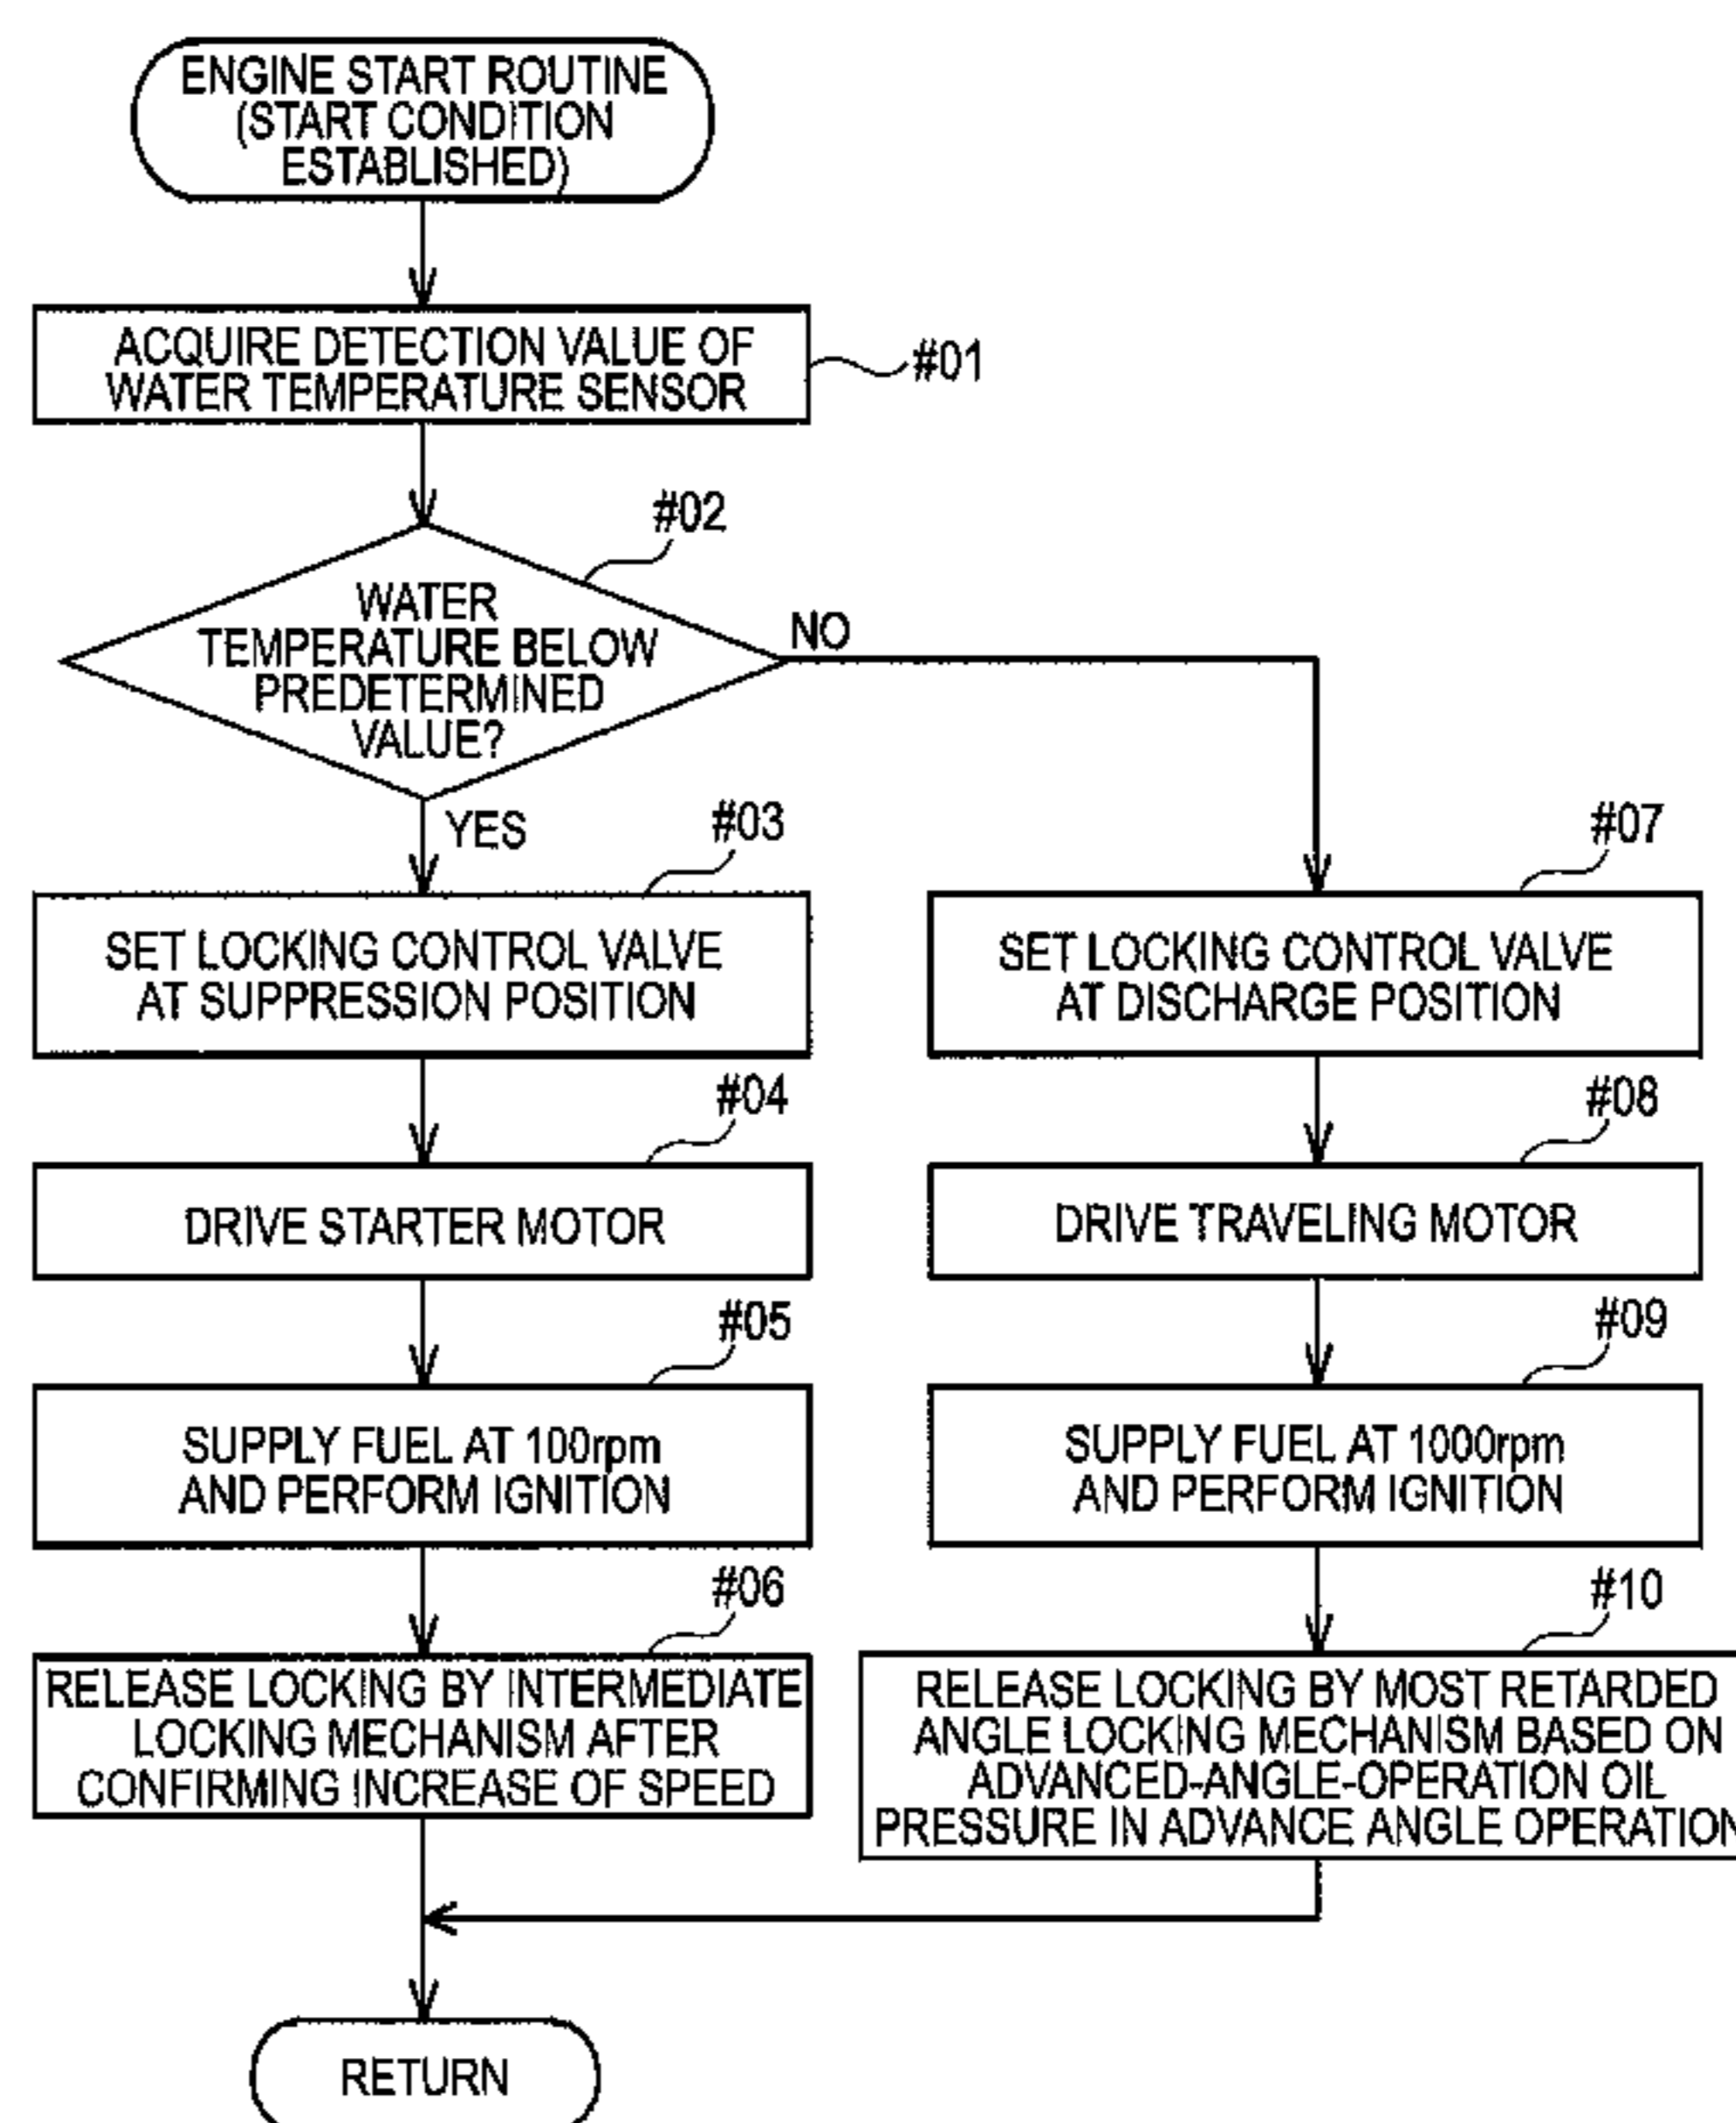 ENGINE START ROUTINE
(START CONDITION
ESTABLISHED)
ACQUIRE DETECTION VALUE OF
WATER TEMPERATURE SENSOR
#01
#02
WATER
TEMPERATURE BELOW
PREDETERMINED
VALUE?
NO
YES
#03
SET LOCKING CONTROL VALVE
AT SUPPRESSION POSITION
#04
DRIVE STARTER MOTOR
#05
SUPPLY FUEL AT 100rpm
AND PERFORM IGNITION
#06
RELEASE LOCKING BY INTERMEDIATE
LOCKING MECHANISM AFTER
CONFIRMING INCREASE OF SPEED
#07
SET LOCKING CONTROL VALVE
AT DISCHARGE POSITION
#08
DRIVE TRAVELING MOTOR
#09
SUPPLY FUEL AT 1000rpm
AND PERFORM IGNITION
#10
RELEASE LOCKING BY MOST RETARDED
ANGLE LOCKING MECHANISM BASED ON
ADVANCED-ANGLE-OPERATION OIL
PRESSURE IN ADVANCE ANGLE OPERATION
RETURN